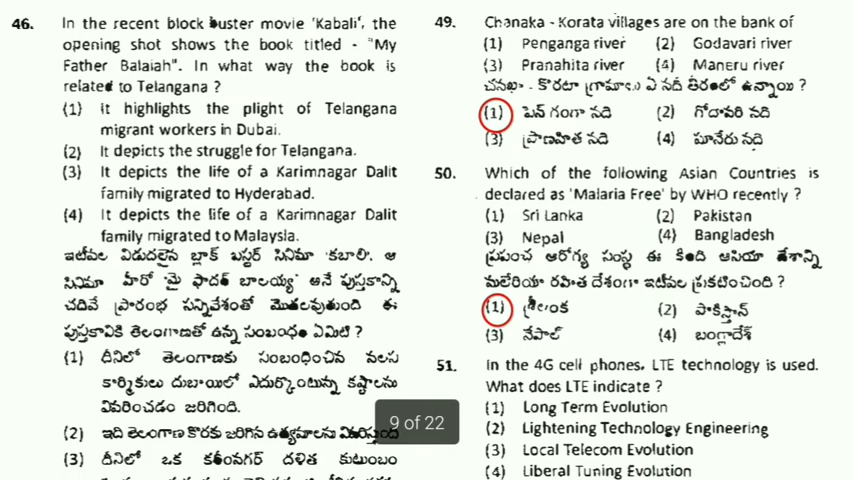 46. In the recent block buster movie 'Kabali', the
opening shot shows the book titled - "My
Father Balaiah". In what way the book is
related to Telangana ?
(1) It highlights the plight of Telangana
migrant workers in Dubai.
(2) It depicts the struggle for Telangana.
(3) It depicts the life of a Karimnagar Dalit
family migrated to Hyderabad.
(4) It depicts the life of a Karimnagar Dalit
family migrated to Malaysla.
ఇటీవల విడుదలైన బ్లాక్ బస్టర్ సినిమా 'కబాలి'. ఆ
సినిమా హీరో 'మై ఫాదర్ బాలయ్య' అనే పుస్తకాన్ని
చదివే ప్రారంభ సన్నివేశంతో మొదలవుతుంది ఈ
పుస్తకానికి తెలంగాణతో ఉన్న సంబంధం ఏమిటి ?
(1) దీనిలో తెలంగాణకు సంబంధించిన వలస
కార్మికులు దుబాయిలో ఎదుర్కొంటున్న కష్టాలను
వివరించడం జరిగింది.
(2) ఇది తెలంగాణ కొరకు జరిగిన ఉద్యమాలను వివరిస్తుంది
(3) దీనిలో ఒక కరీంనగర్ దళిత కుటుంబం
49. Chanaka - Korata villages are on the bank of
(1) Penganga river (2) Godavari river
(3) Pranahita river (4) Maneru river
చనఖా - కొరటా గ్రామాలు ఏ నదీ తీరంలో ఉన్నాయి ?
(1) పెన్ గంగా నది (2) గోదావరి నది
(3) ప్రాణహిత నది (4) మానేరు నది
50. Which of the following Asian Countries is
declared as 'Malaria Free' by WHO recently ?
(1) Sri Lanka (2) Pakistan
(3) Nepal (4) Bangladesh
ప్రపంచ ఆరోగ్య సంస్థ ఈ కింది ఆసియా దేశాన్ని
మలేరియా రహిత దేశంగా ఇటీవల ప్రకటించింది ?
(1) శ్రీలంక (2) పాకిస్తాన్
(3) నేపాల్ (4) బంగ్లాదేశ్
51. In the 4G cell phones, LTE technology is used.
What does LTE indicate ?
(1) Long Term Evolution
(2) Lightening Technology Engineering
(3) Local Telecom Evolution
(4) Liberal Tuning Evolution
9 of 22